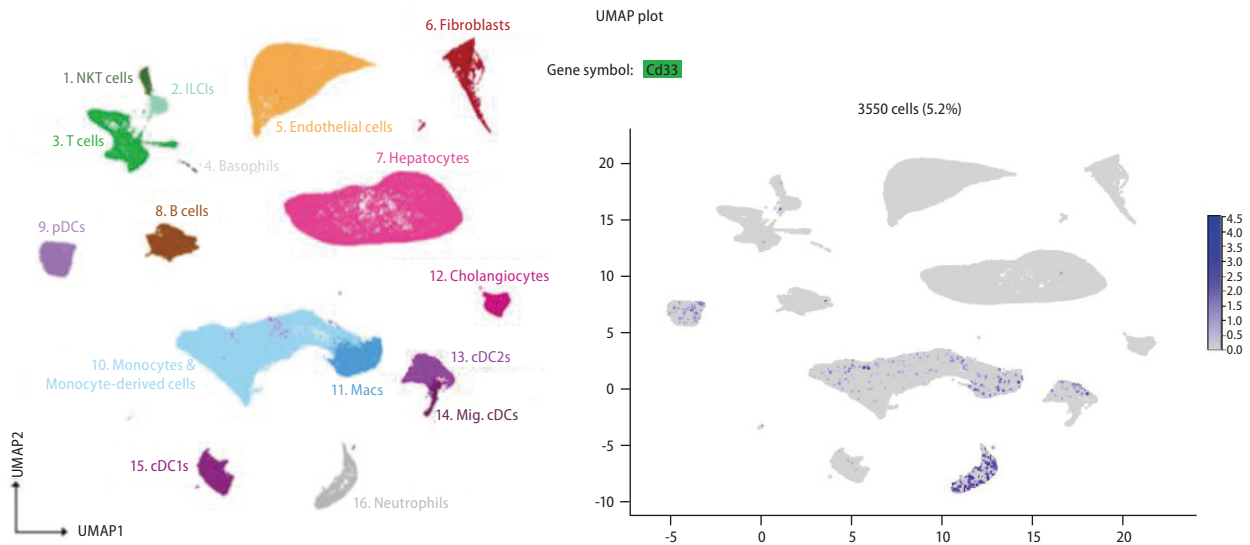 UMAP plot
6. Fibroblasts
1. NKT cells
2. ILCIs
Gene symbol: Cd33
3550 cells (5.2%)
5. Endothelial cells
3. T cells
4. Basophils
7. Hepatocytes
8. B cells
9. pDCs
12. Cholangiocytes
10. Monocytes &
Monocyte-derived cells
11. Macs
13. cDC2s
14. Mig. cDCs
15. cDC1s
16. Neutrophils
UMAP2
UMAP1
20
15
10
5
0
-5
-10
-5 0 5 10 15 20
4.5
4.0
3.5
3.0
2.5
2.0
1.5
1.0
0.5
0.0